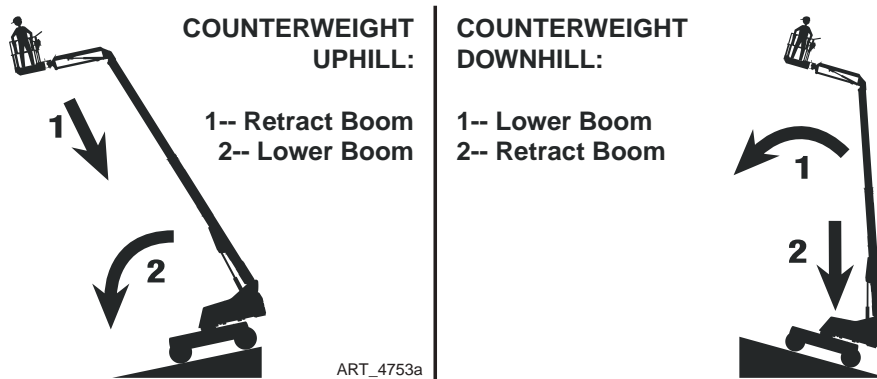 COUNTERWEIGHT
UPHILL:
1-- Retract Boom
2-- Lower Boom
1
2
ART_4753a
COUNTERWEIGHT
DOWNHILL:
1-- Lower Boom
2-- Retract Boom
1
2